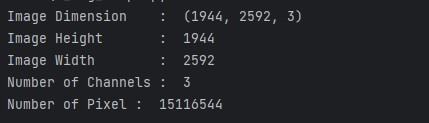 Image Dimension    :  (1944, 2592, 3)
Image Height       :  1944
Image Width        :  2592
Number of Channels :  3
Number of Pixel :  15116544